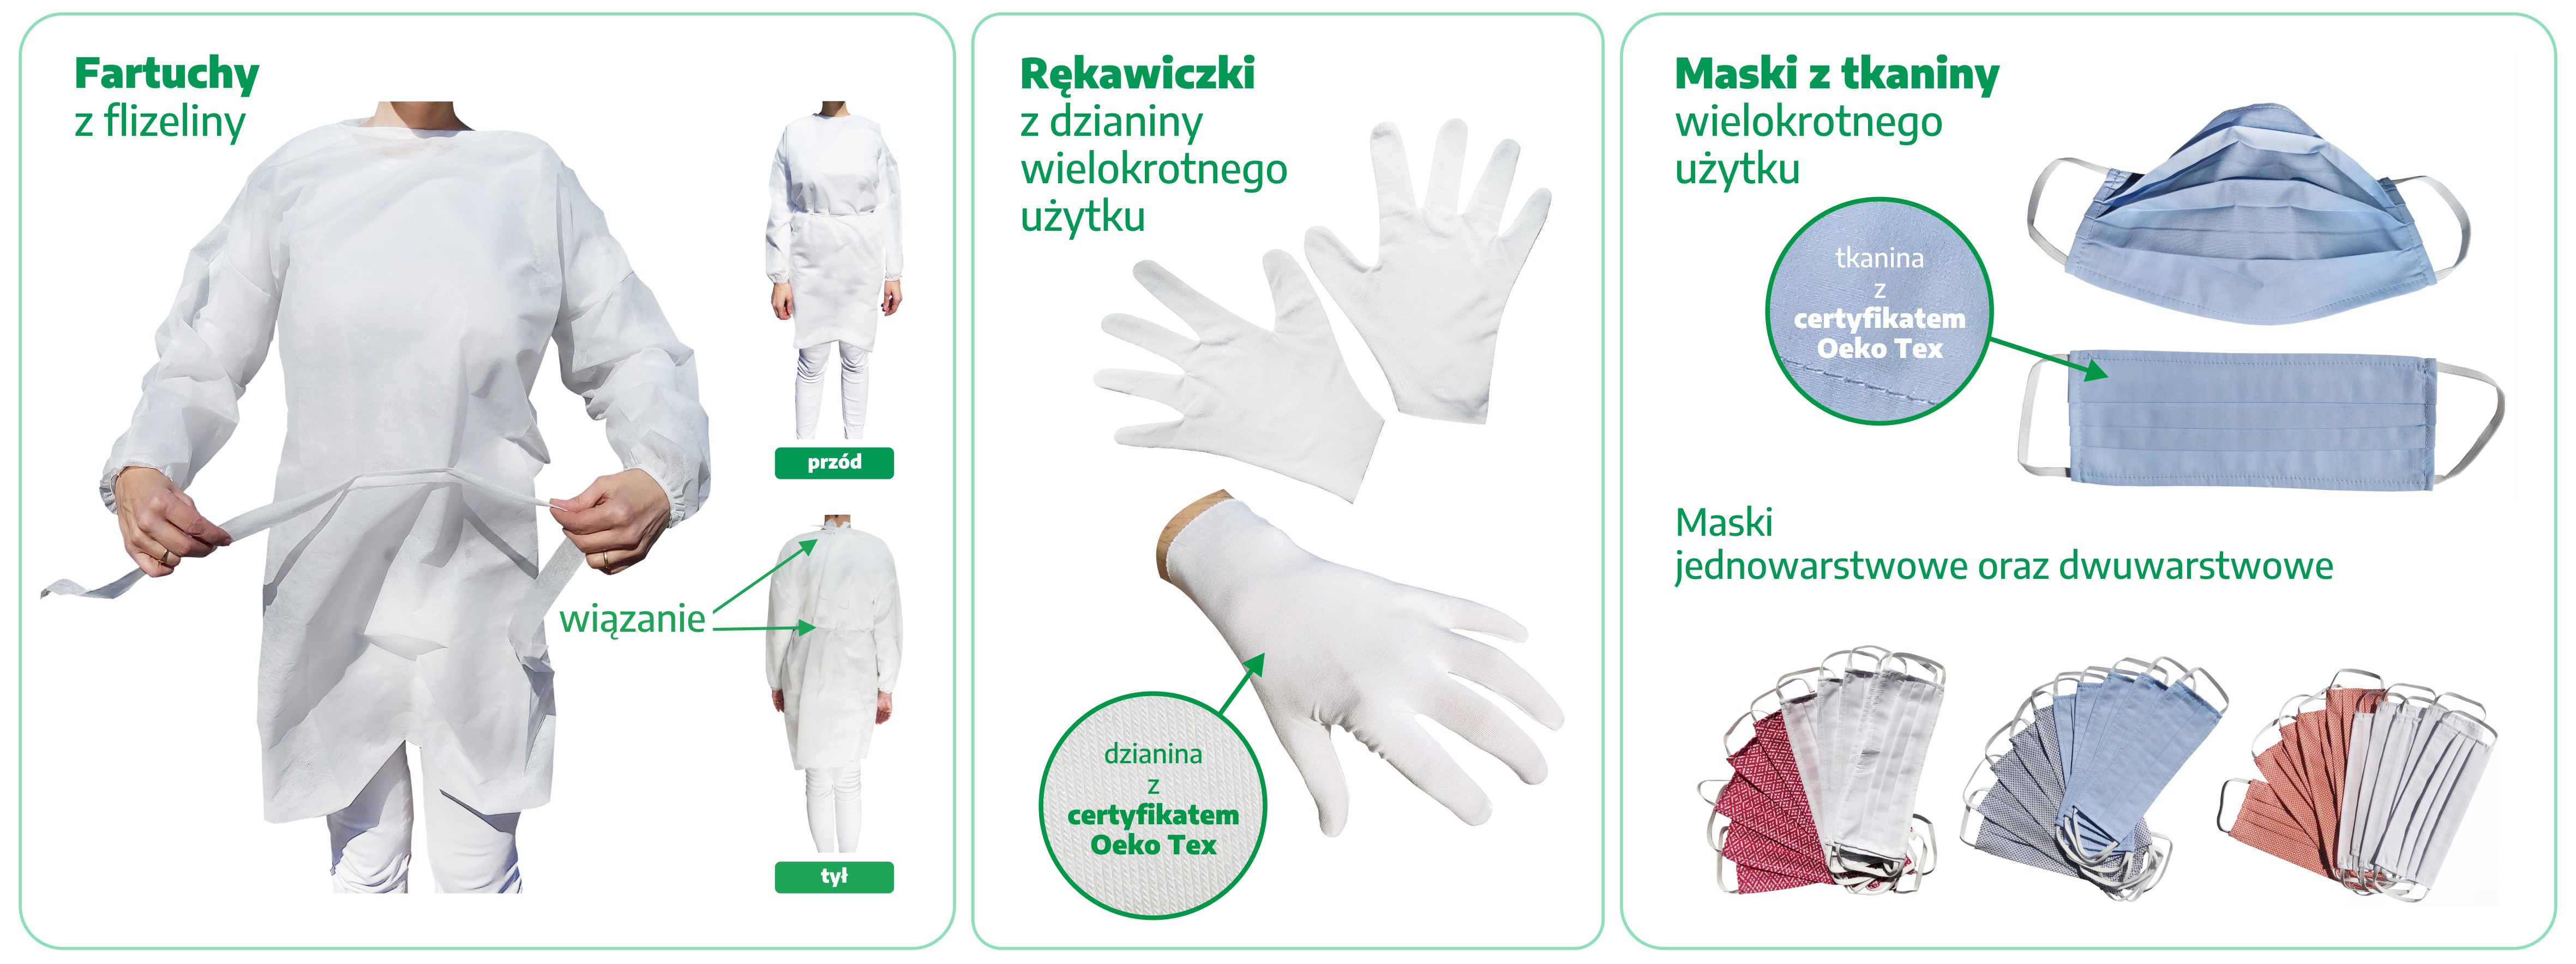 Fartuchy
z flizeliny
przód
wiązanie
tył
Rękawiczki
z dzianiny
wielokrotnego
użytku
dzianina
z
certyfikatem
Oeko Tex
Maski z tkaniny
wielokrotnego
użytku
tkanina
z
certyfikatem
Oeko Tex
Maski
jednowarstwowe oraz dwuwarstwowe